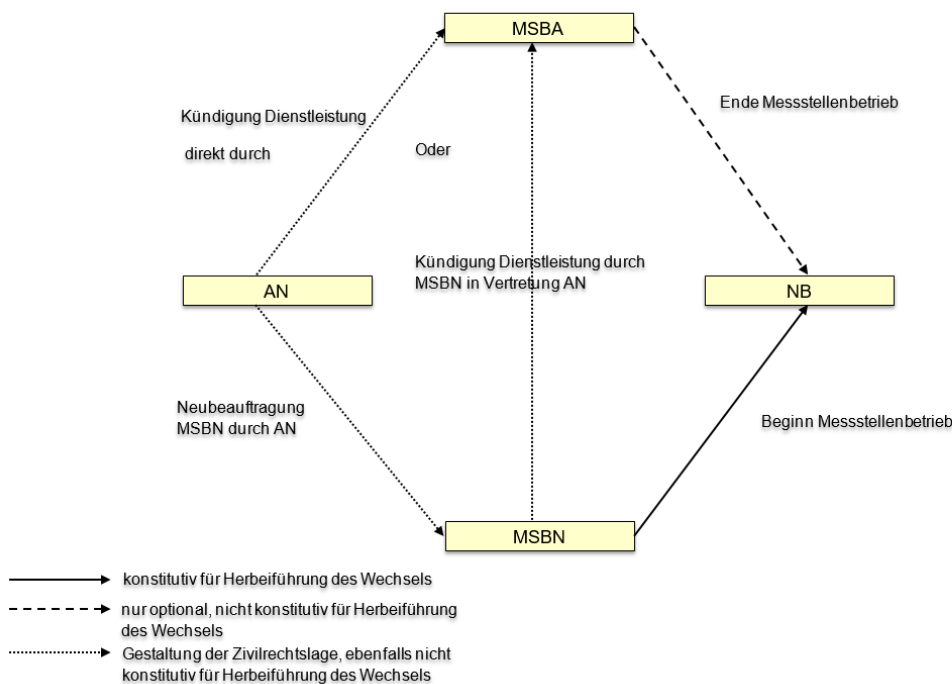 MSBA
Kündigung Dienstleistung
direkt durch
Oder
Ende Messstellenbetrieb
Kündigung Dienstleistung durch
MSBN in Vertretung AN
AN
NB
Neubeauftragung
MSBN durch AN
Beginn Messstellenbetrieb
MSBN
konstitutiv für Herbeiführung des Wechsels
nur optional, nicht konstitutiv für Herbeiführung
des Wechsels
Gestaltung der Zivilrechtslage, ebenfalls nicht
konstitutiv für Herbeiführung des Wechsels